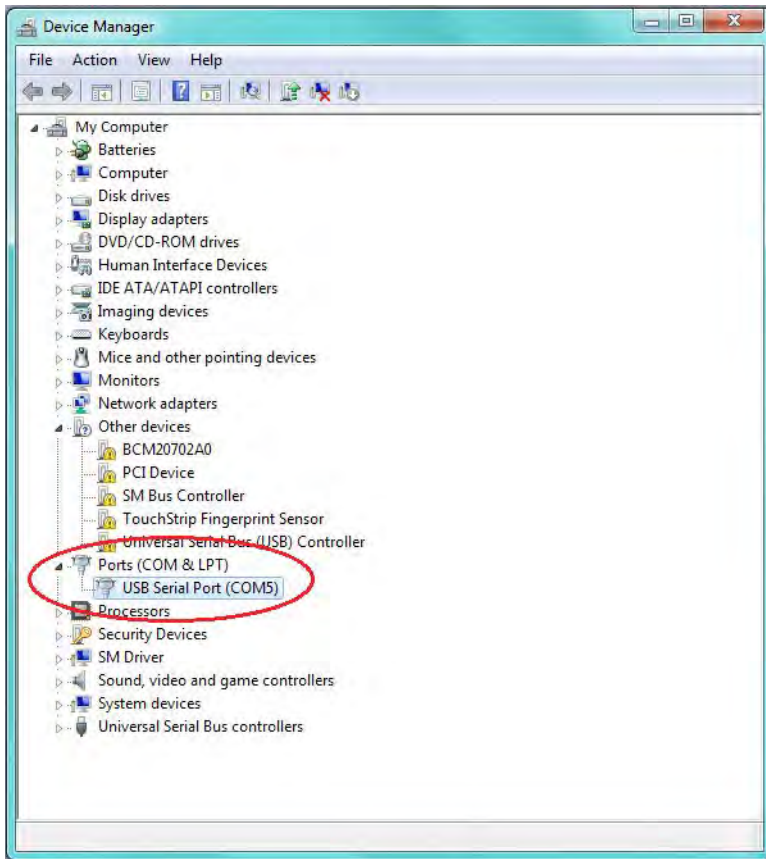 Device Manager
File Action View Help
My Computer
Batteries
Computer
Disk drives
Display adapters
DVD/CD-ROM drives
Human Interface Devices
IDE ATA/ATAPI controllers
Imaging devices
Keyboards
Mice and other pointing devices
Monitors
Network adapters
Other devices
BCM20702A0
PCI Device
SM Bus Controller
TouchStrip Fingerprint Sensor
Universal Serial Bus (USB) Controller
Ports (COM & LPT)
USB Serial Port (COM5)
Processors
Security Devices
SM Driver
Sound, video and game controllers
System devices
Universal Serial Bus controllers